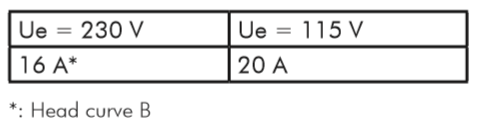 Ue = 230 V Ue = 115 V
16 A* 20 A
*: Head curve B